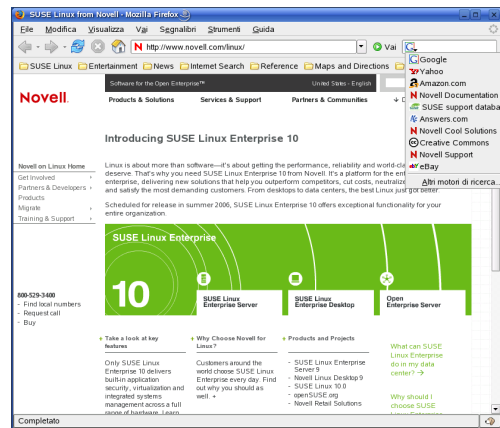 SUSE Linux from Novell - Mozilla Firefox
File Modifica Visualizza Vai Segnalibri Strumenti Guida
http://www.novell.com/linux/ Vai
SUSE Linux Entertainment News Internet Search Reference Maps and Directions
Google
Yahoo
Amazon.com
Novell Documentation
SUSE support databa
Answers.com
Novell Cool Solutions
Creative Commons
Novell Support
eBay
Altri motori di ricerca...
Software for the Open Enterprise™ United States - English
Novell
Products & Solutions Services & Support Partners & Communities
Introducing SUSE Linux Enterprise 10
Novell on Linux Home
Get Involved
Partners & Developers
Products
Migrate
Training & Support
Linux is about more than software—it's about getting the performance, reliability and world-cla
deserve. That's why you need SUSE Linux Enterprise 10 from Novell. It's a platform for the ent
enterprise, delivering new solutions that help you outperform competitors, cut costs, neutralize
and satisfy the most demanding customers. From desktops to data centers, the best Linux just got better.
Scheduled for release in summer 2006, SUSE Linux Enterprise 10 offers exceptional functionality for your
entire organization.
SUSE Linux Enterprise
10
SUSE Linux
Enterprise Server
SUSE Linux
Enterprise Desktop
Open
Enterprise Server
800-529-3400
- Find local numbers
- Request call
- Buy
Take a look at key
features
Only SUSE Linux
Enterprise 10 delivers
built-in application
security, virtualization and
integrated systems
management across a full
range of hardware. Learn
Why Choose Novell for
Linux?
Customers around the
world choose SUSE Linux
Enterprise every day. Find
out why you should as
well. +
Products and Projects
- SUSE Linux Enterprise
Server 9
- Novell Linux Desktop 9
- SUSE Linux 10.0
- openSUSE.org
- Novell Retail Solutions
What can SUSE
Linux Enterprise
do in my data
center? →
Why should I
choose SUSE
Linux Enterprise
Completato